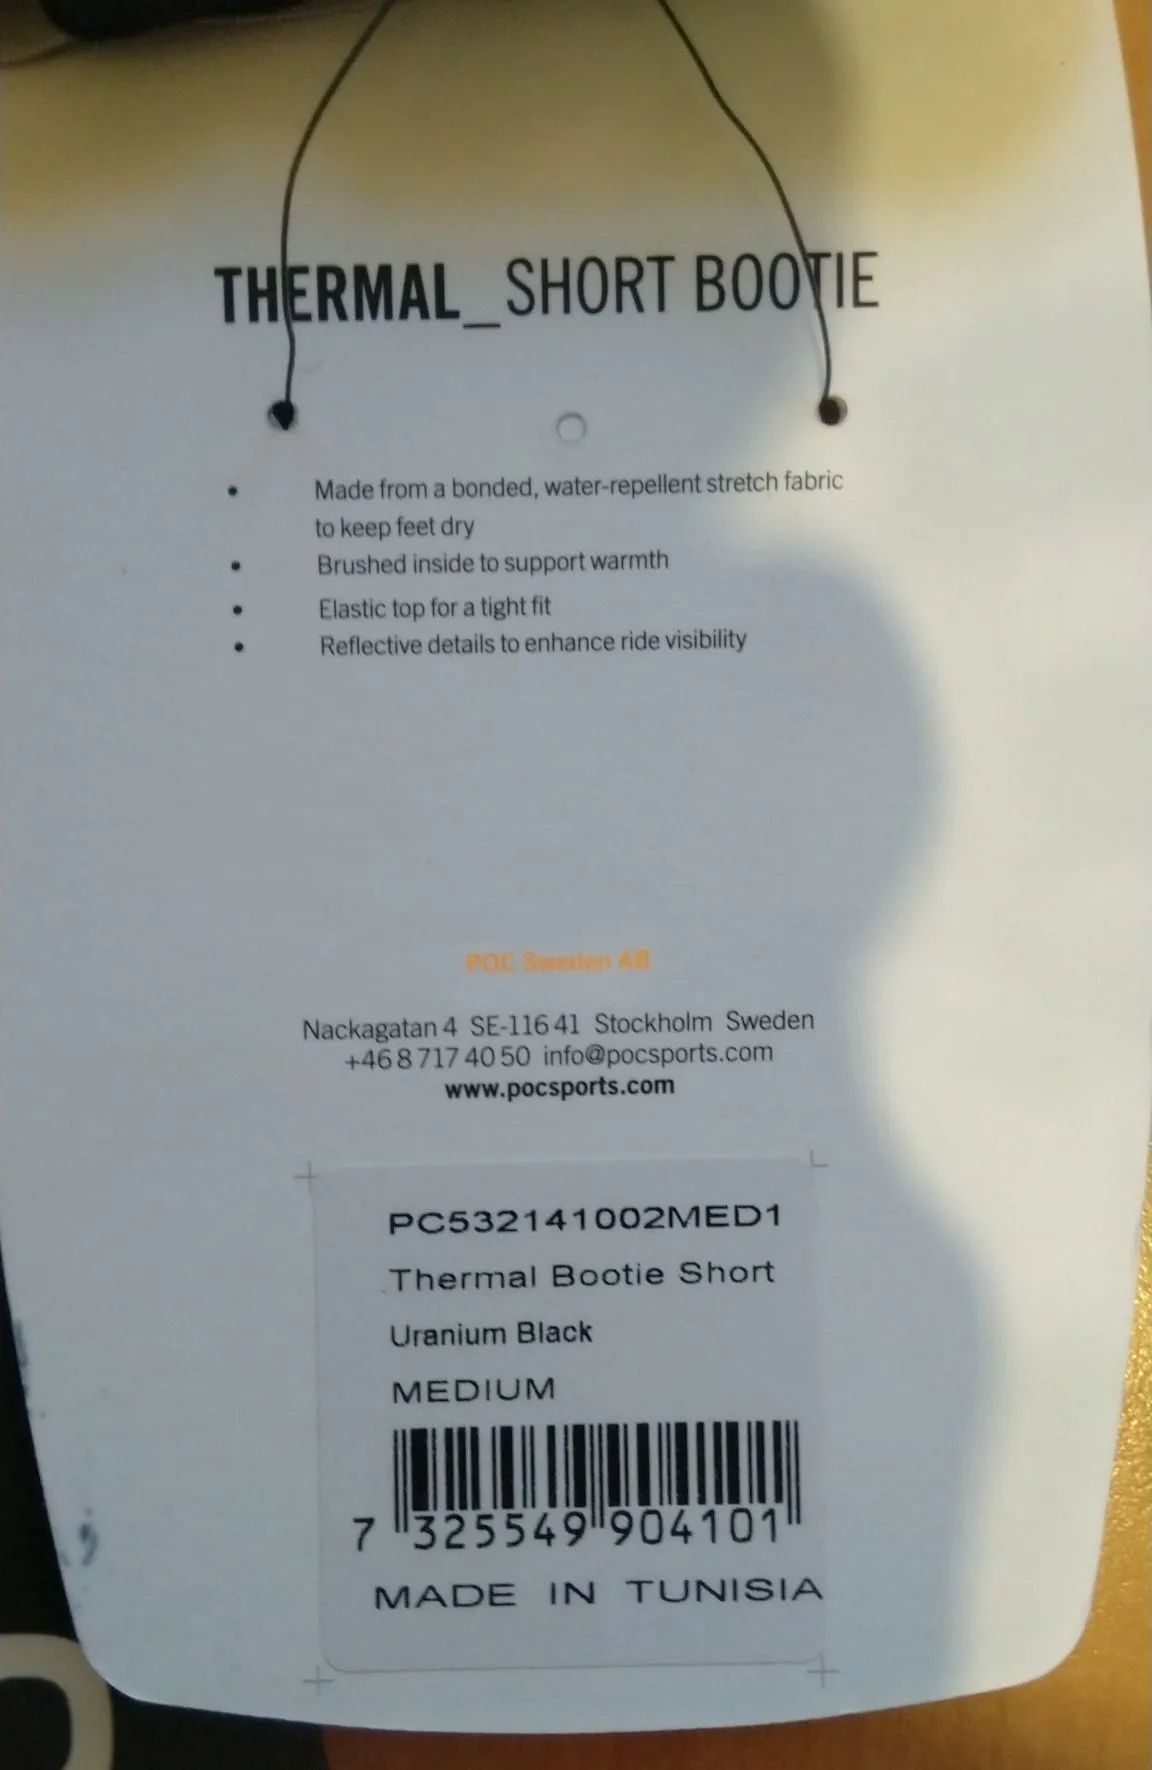 THERMAL_SHORT BOOTIE
• Made from a bonded, water-repellent stretch fabric
to keep feet dry
• Brushed inside to support warmth
• Elastic top for a tight fit
• Reflective details to enhance ride visibility
POC Sweden AB
Nackagatan 4 SE-116 41 Stockholm Sweden
+46 8 717 40 50 info@pocsports.com
www.pocsports.com
PC532141002MED1
Thermal Bootie Short
Uranium Black
MEDIUM
7 325549 904101
MADE IN TUNISIA